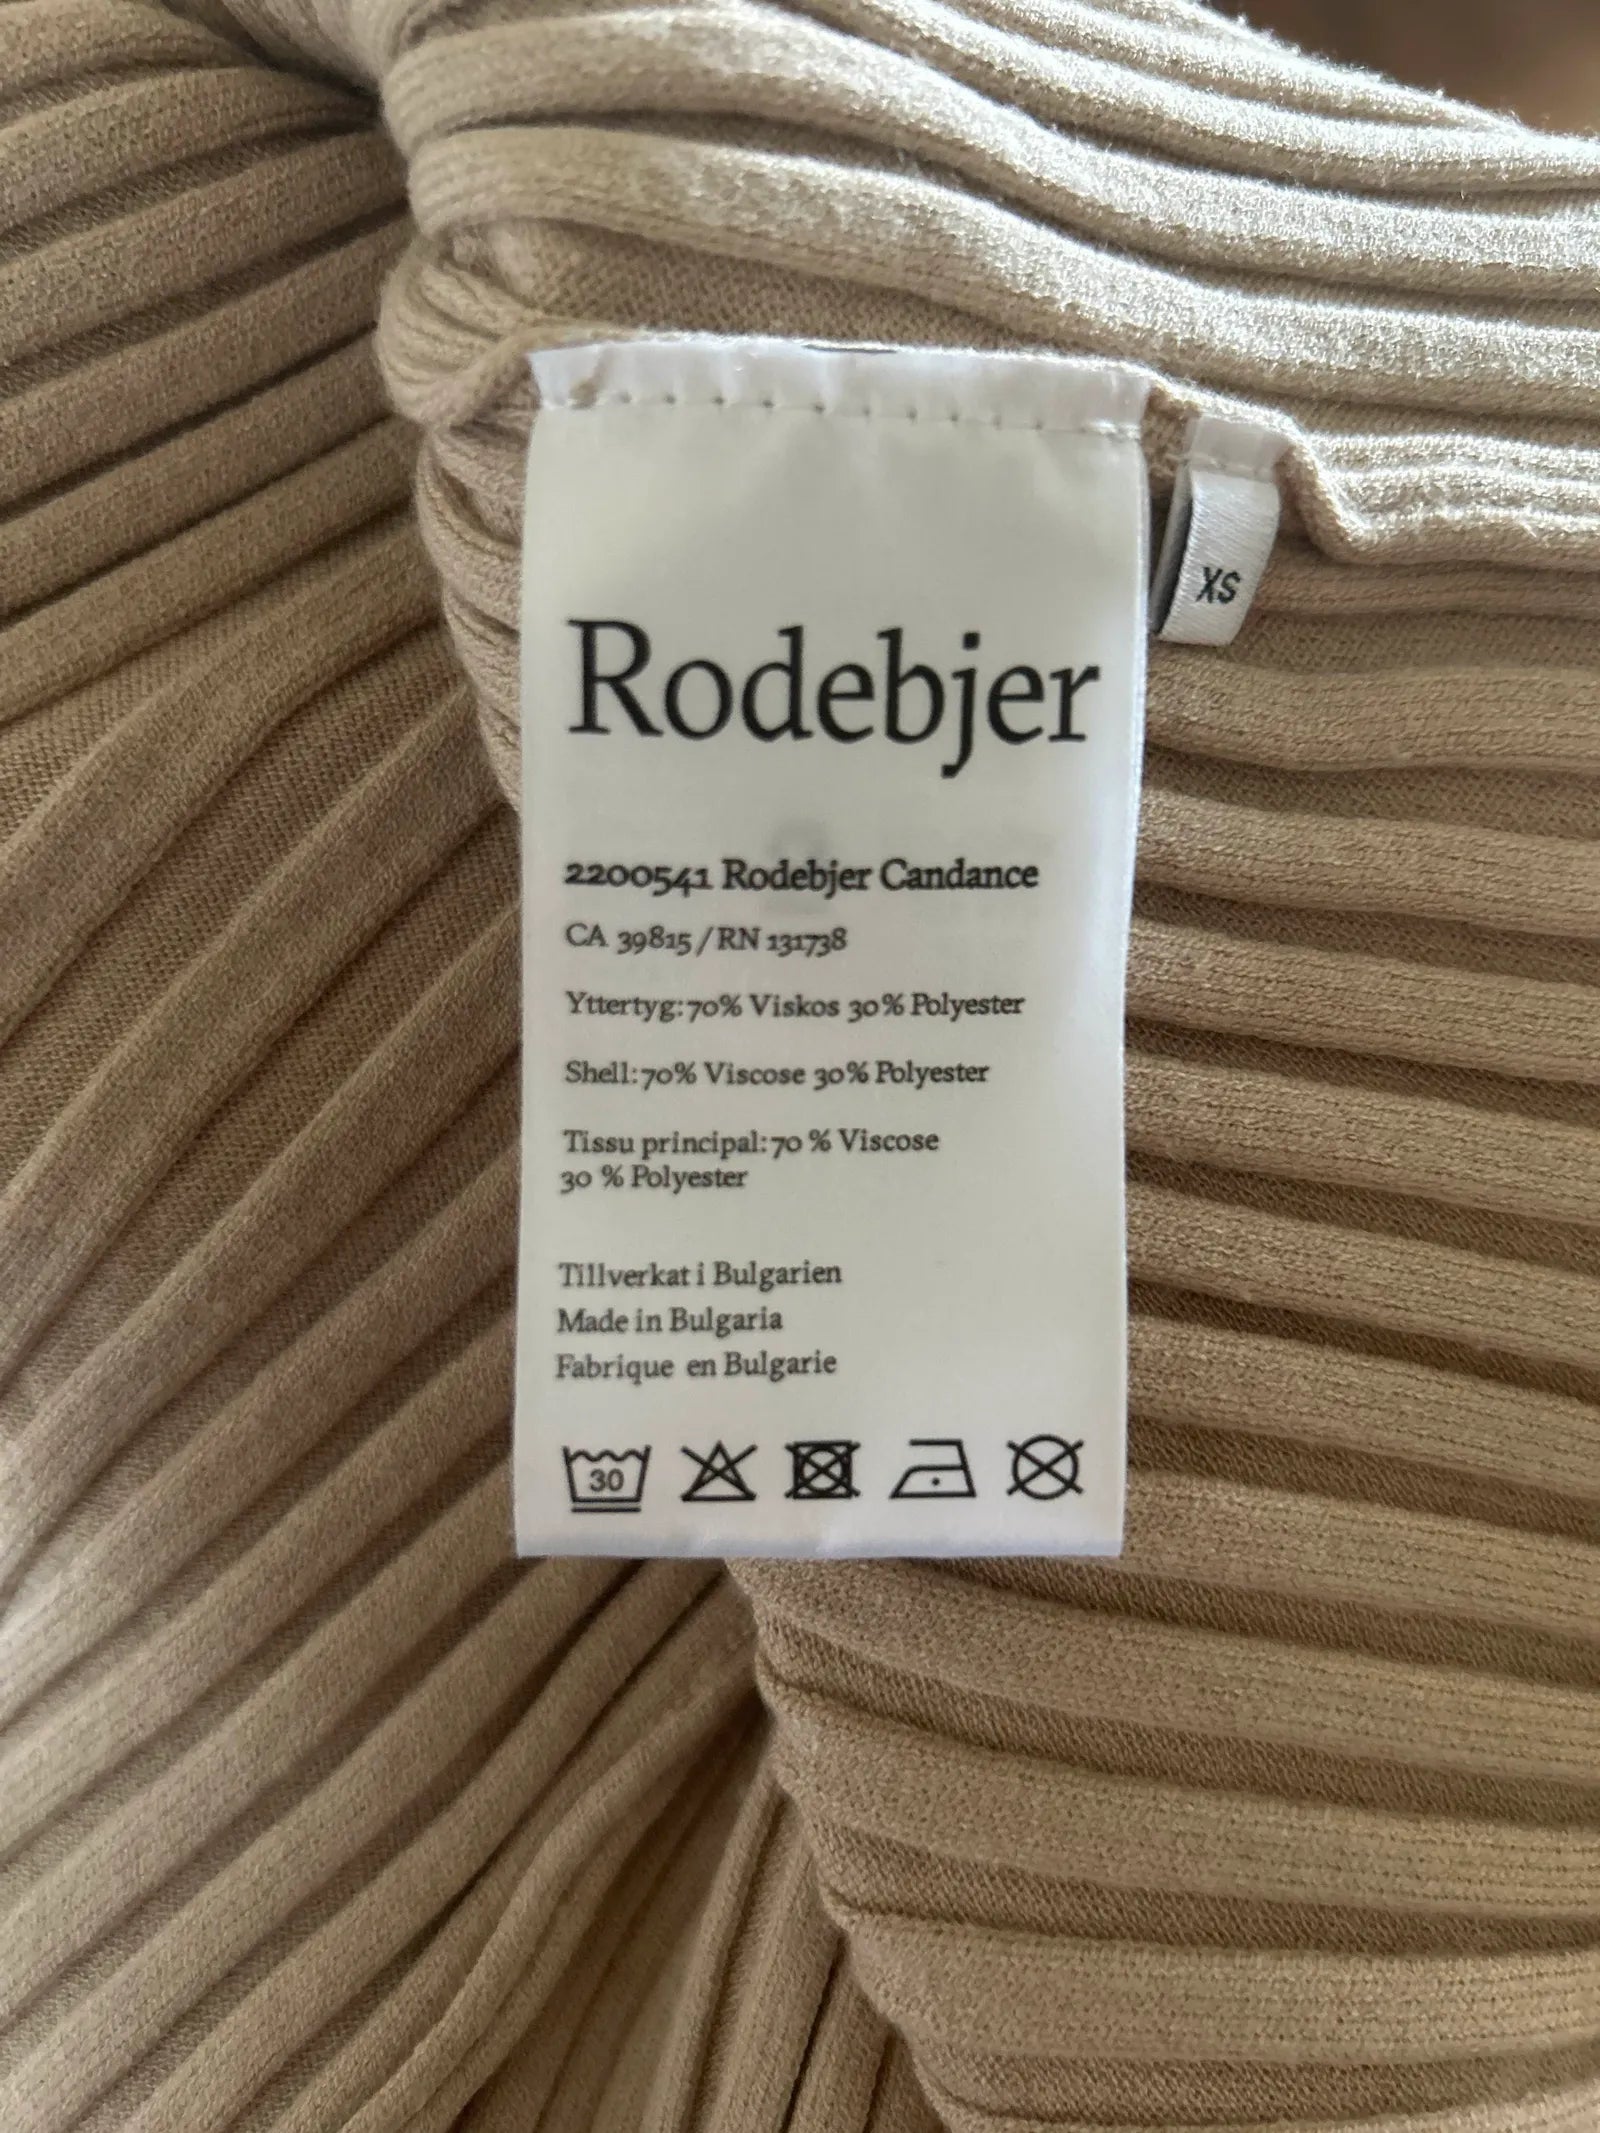 Rodebjer
XS
2200541 Rodebjer Candance
CA 39815 / RN 131738
Yttertyg: 70% Viskos 30% Polyester
Shell: 70% Viscose 30% Polyester
Tissu principal: 70 % Viscose
30 % Polyester
Tillverkat i Bulgarien
Made in Bulgaria
Fabrique en Bulgarie
30